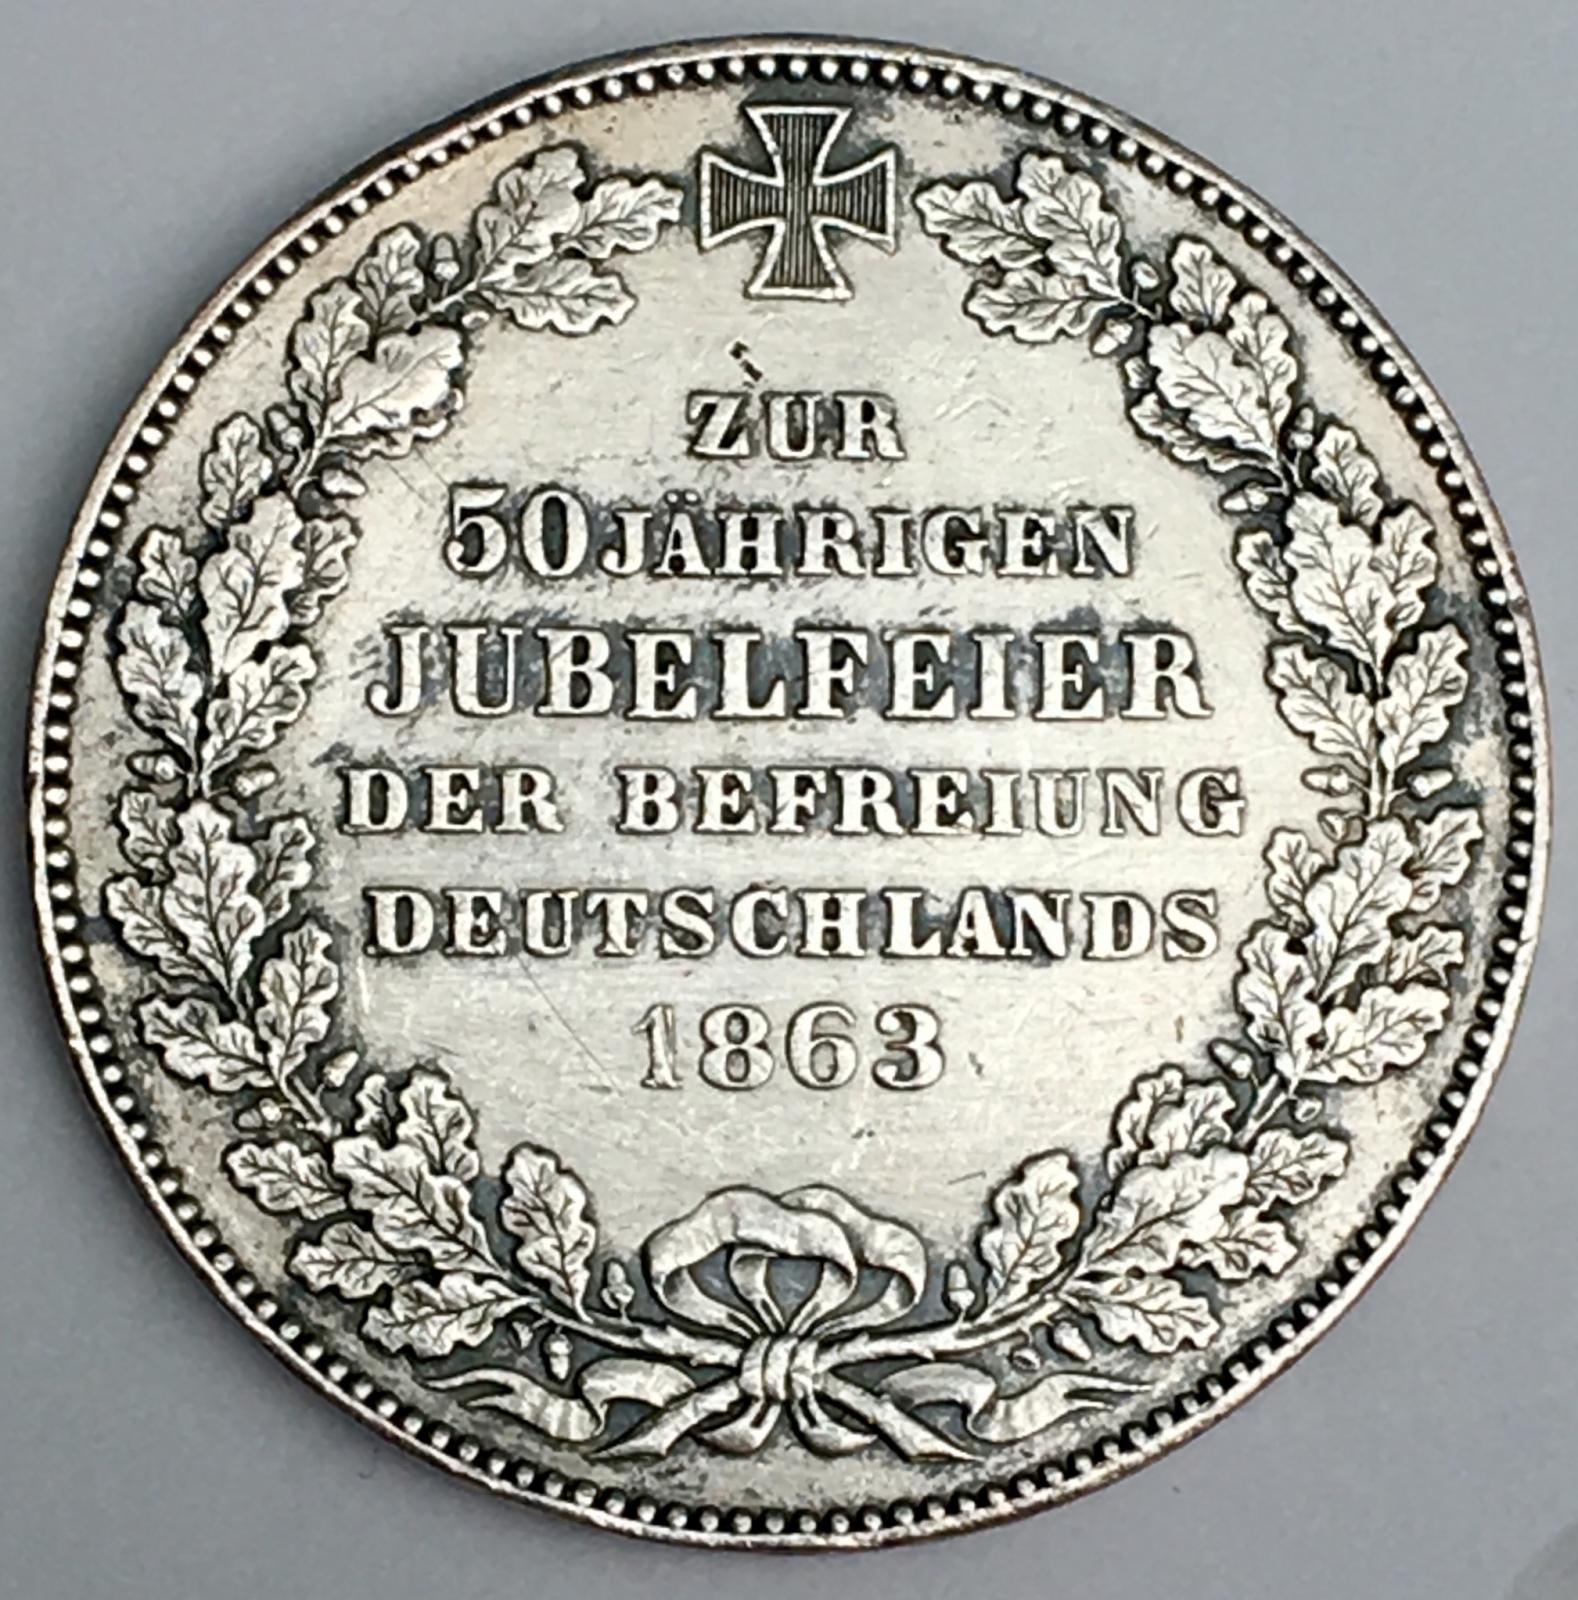 ZUR
50 JÄHRIGEN
JUBELFEIER
DER BEFREIUNG
DEUTSCHLANDS
1863